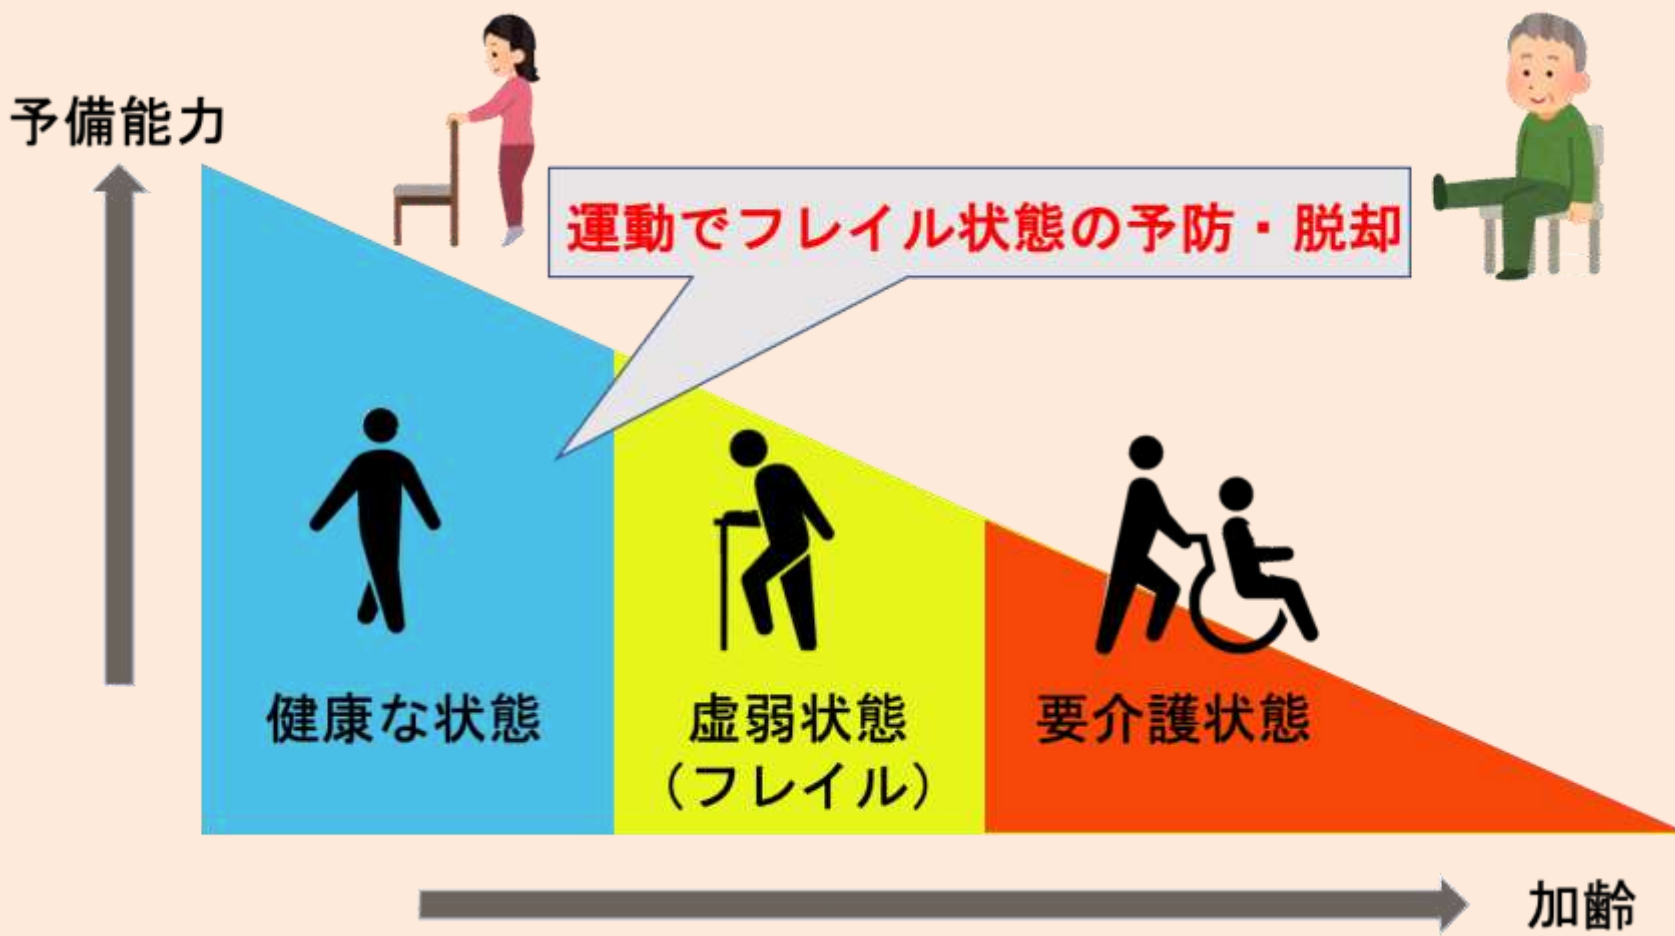 予備能力
運動でフレイル状態の予防・脱却
健康な状態
虚弱状態
（フレイル）
要介護状態
加齢